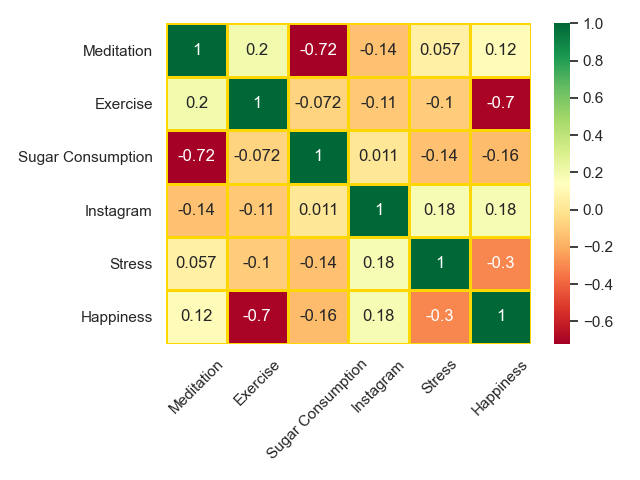 Meditation 1 0.2 -0.72 -0.14 0.057 0.12
Exercise 0.2 1 -0.072 -0.11 -0.1 -0.7
Sugar Consumption -0.72 -0.072 1 0.011 -0.14 -0.16
Instagram -0.14 -0.11 0.011 1 0.18 0.18
Stress 0.057 -0.1 -0.14 0.18 1 -0.3
Happiness 0.12 -0.7 -0.16 0.18 -0.3 1
Meditation Exercise Sugar Consumption Instagram Stress Happiness
1.0
0.8
0.6
0.4
0.2
0.0
−0.2
−0.4
−0.6